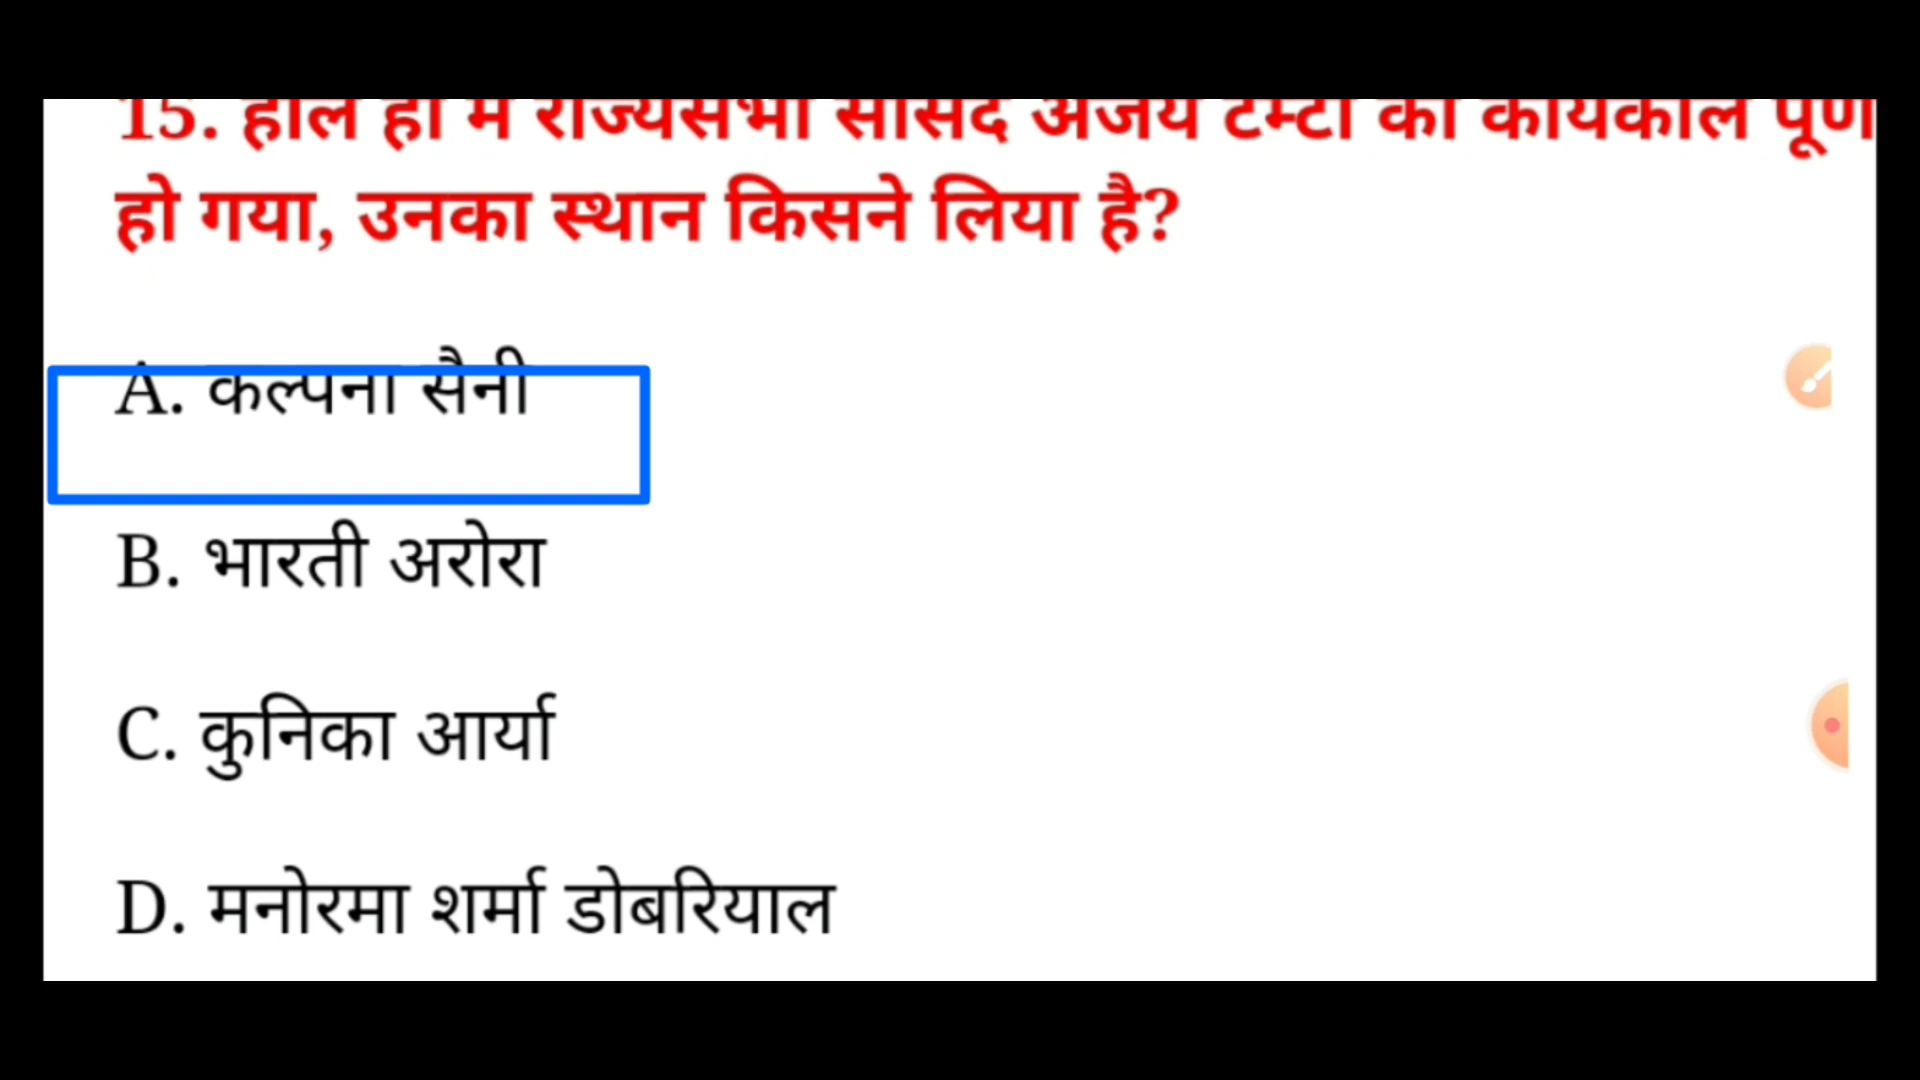 15. हाल ही में राज्यसभा सांसद अजय टम्टा का कार्यकाल पूर्ण
हो गया, उनका स्थान किसने लिया है?
A. कल्पना सैनी
B. भारती अरोरा
C. कुनिका आर्या
D. मनोरमा शर्मा डोबरियाल